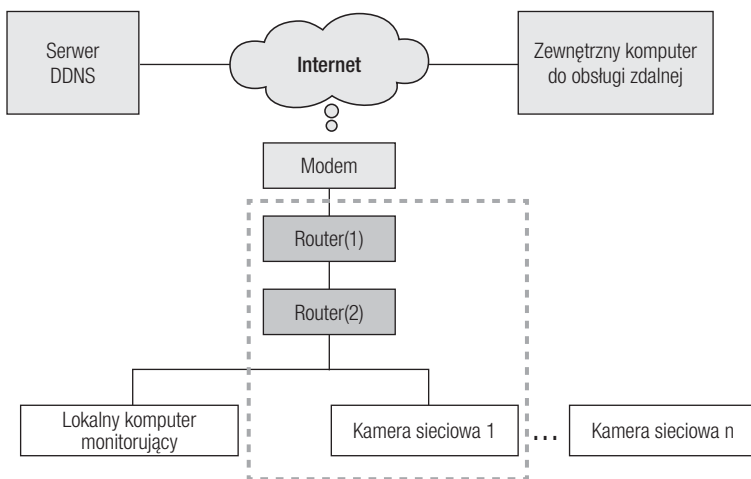 Serwer
DDNS
Internet
Zewnętrzny komputer
do obsługi zdalnej
Modem
Router(1)
Router(2)
Lokalny komputer
monitorujący
Kamera sieciowa 1
...
Kamera sieciowa n